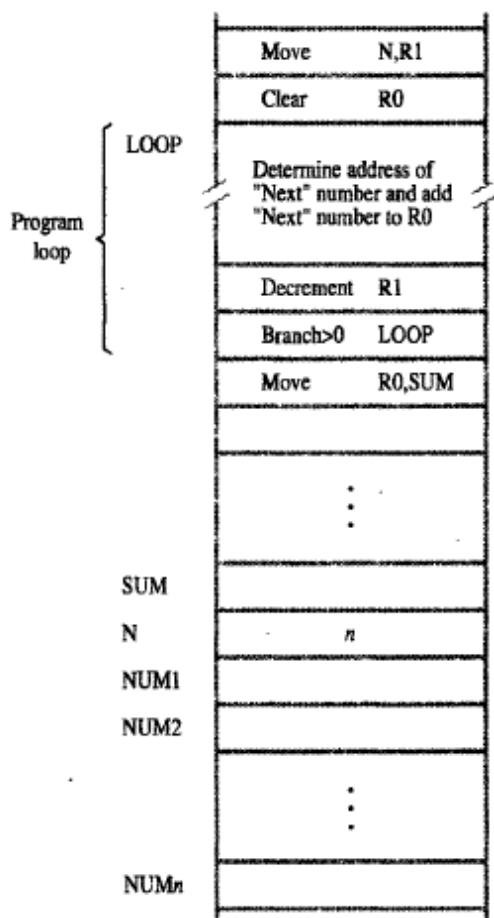 Move N,R1
Clear R0
LOOP
Determine address of
"Next" number and add
"Next" number to R0
Program
loop
Decrement R1
Branch>0 LOOP
Move R0,SUM
SUM
N n
NUM1
NUM2
NUMn